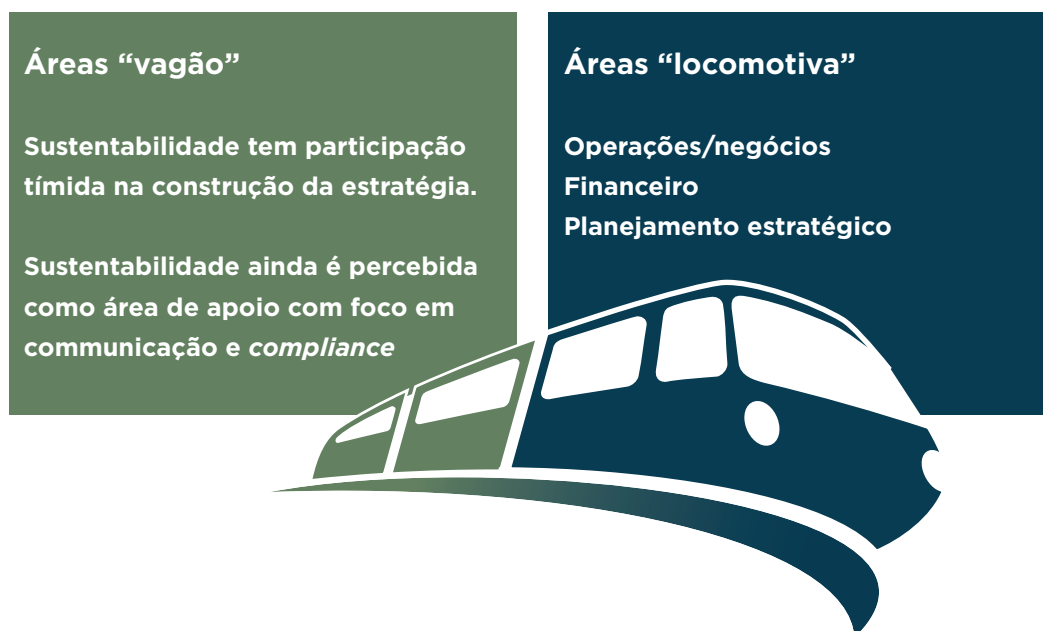 Áreas “vagão”
Sustentabilidade tem participação
tímida na construção da estratégia.
Sustentabilidade ainda é percebida
como área de apoio com foco em
communicação e compliance
Áreas “locomotiva”
Operações/negócios
Financeiro
Planejamento estratégico